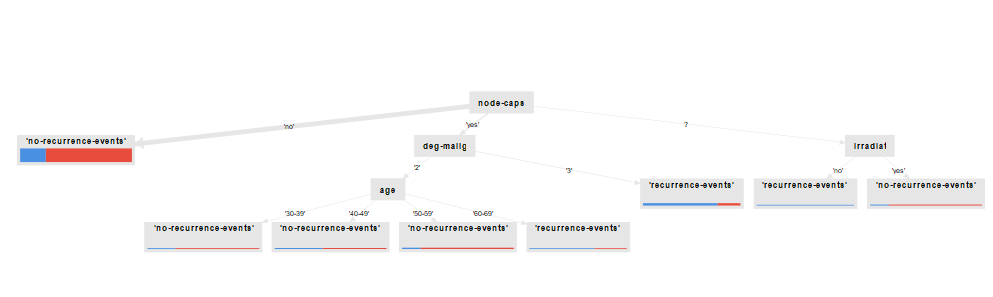 node-caps
'no'
'yes'
?
'no-recurrence-events'
deg-malig
irradiat
'2'
'3'
'no'
'yes'
age
'recurrence-events'
'recurrence-events'
'no-recurrence-events'
'30-39'
'40-49'
'50-59'
'60-69'
'no-recurrence-events'
'no-recurrence-events'
'no-recurrence-events'
'recurrence-events'